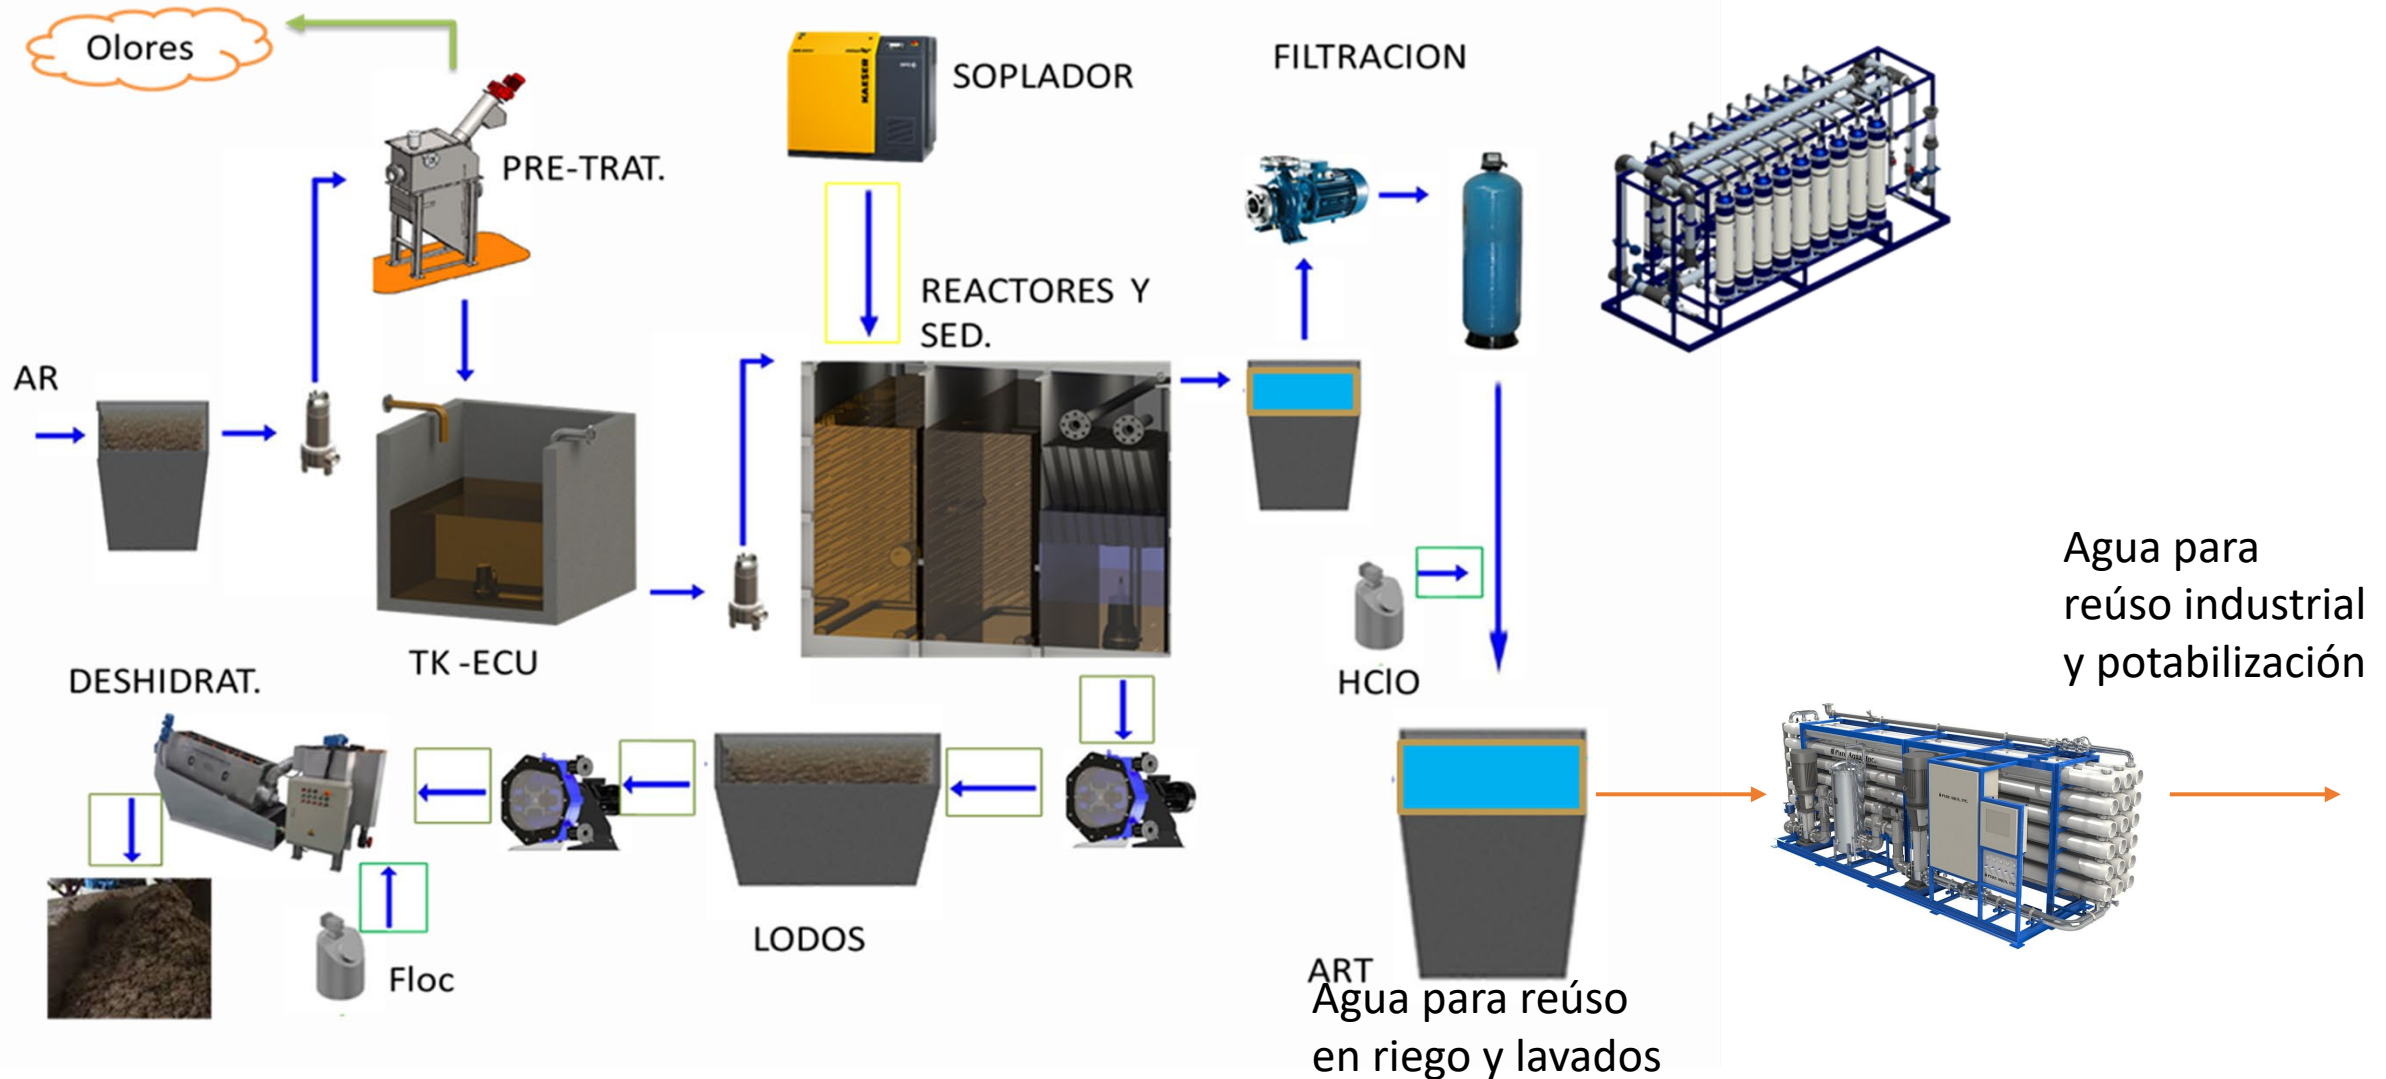 Olores
SOPLADOR
FILTRACION
KAESER
PRE-TRAT.
REACTORES Y
SED.
AR
TK -ECU
DESHIDRAT.
HClO
Agua para
reúso industrial
y potabilización
LODOS
Floc
ART
Agua para reúso
en riego y lavados